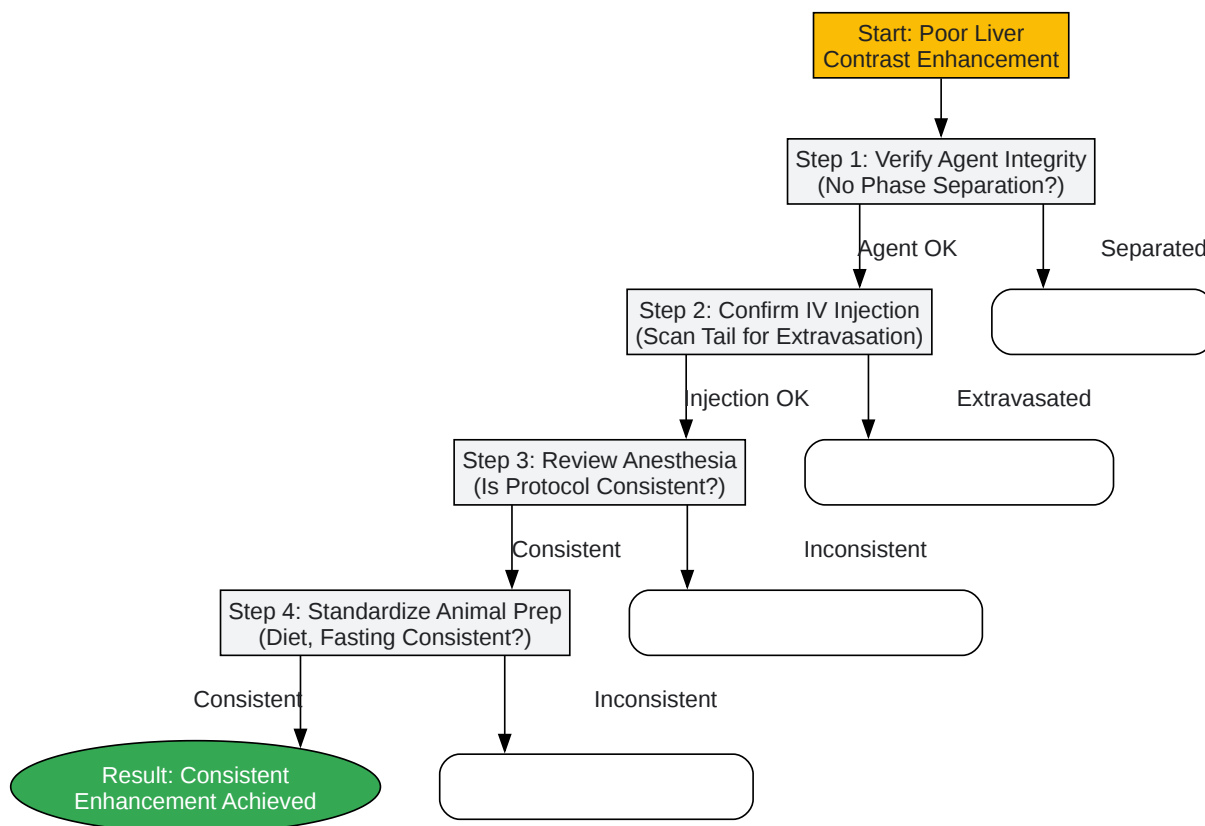 Start: Poor Liver
Contrast Enhancement
Step 1: Verify Agent Integrity
(No Phase Separation?)
Agent OK
Separated
Step 2: Confirm IV Injection
(Scan Tail for Extravasation)
Injection OK
Extravasated
Step 3: Review Anesthesia
(Is Protocol Consistent?)
Consistent
Inconsistent
Step 4: Standardize Animal Prep
(Diet, Fasting Consistent?)
Consistent
Inconsistent
Result: Consistent
Enhancement Achieved